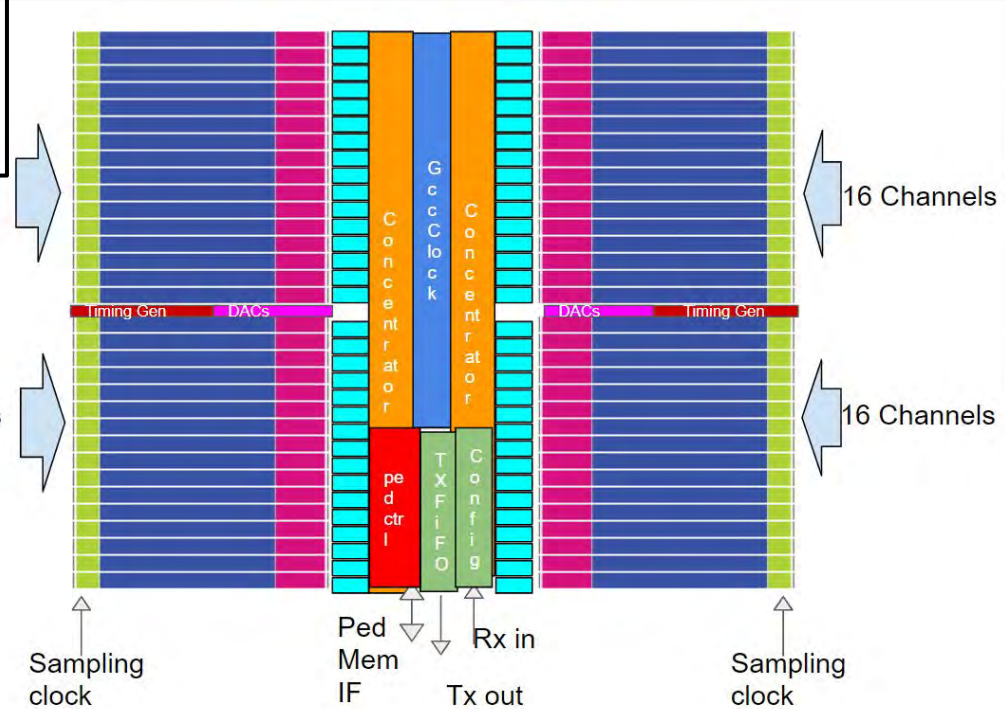 16 Channels
GccClock
Concentrator
Concentrator
Timing Gen
DACs
DACs
Timing Gen
16 Channels
ped ctrl
TXFiFO
Config
Sampling
clock
Ped
Mem
IF
Rx in
Tx out
Sampling
clock